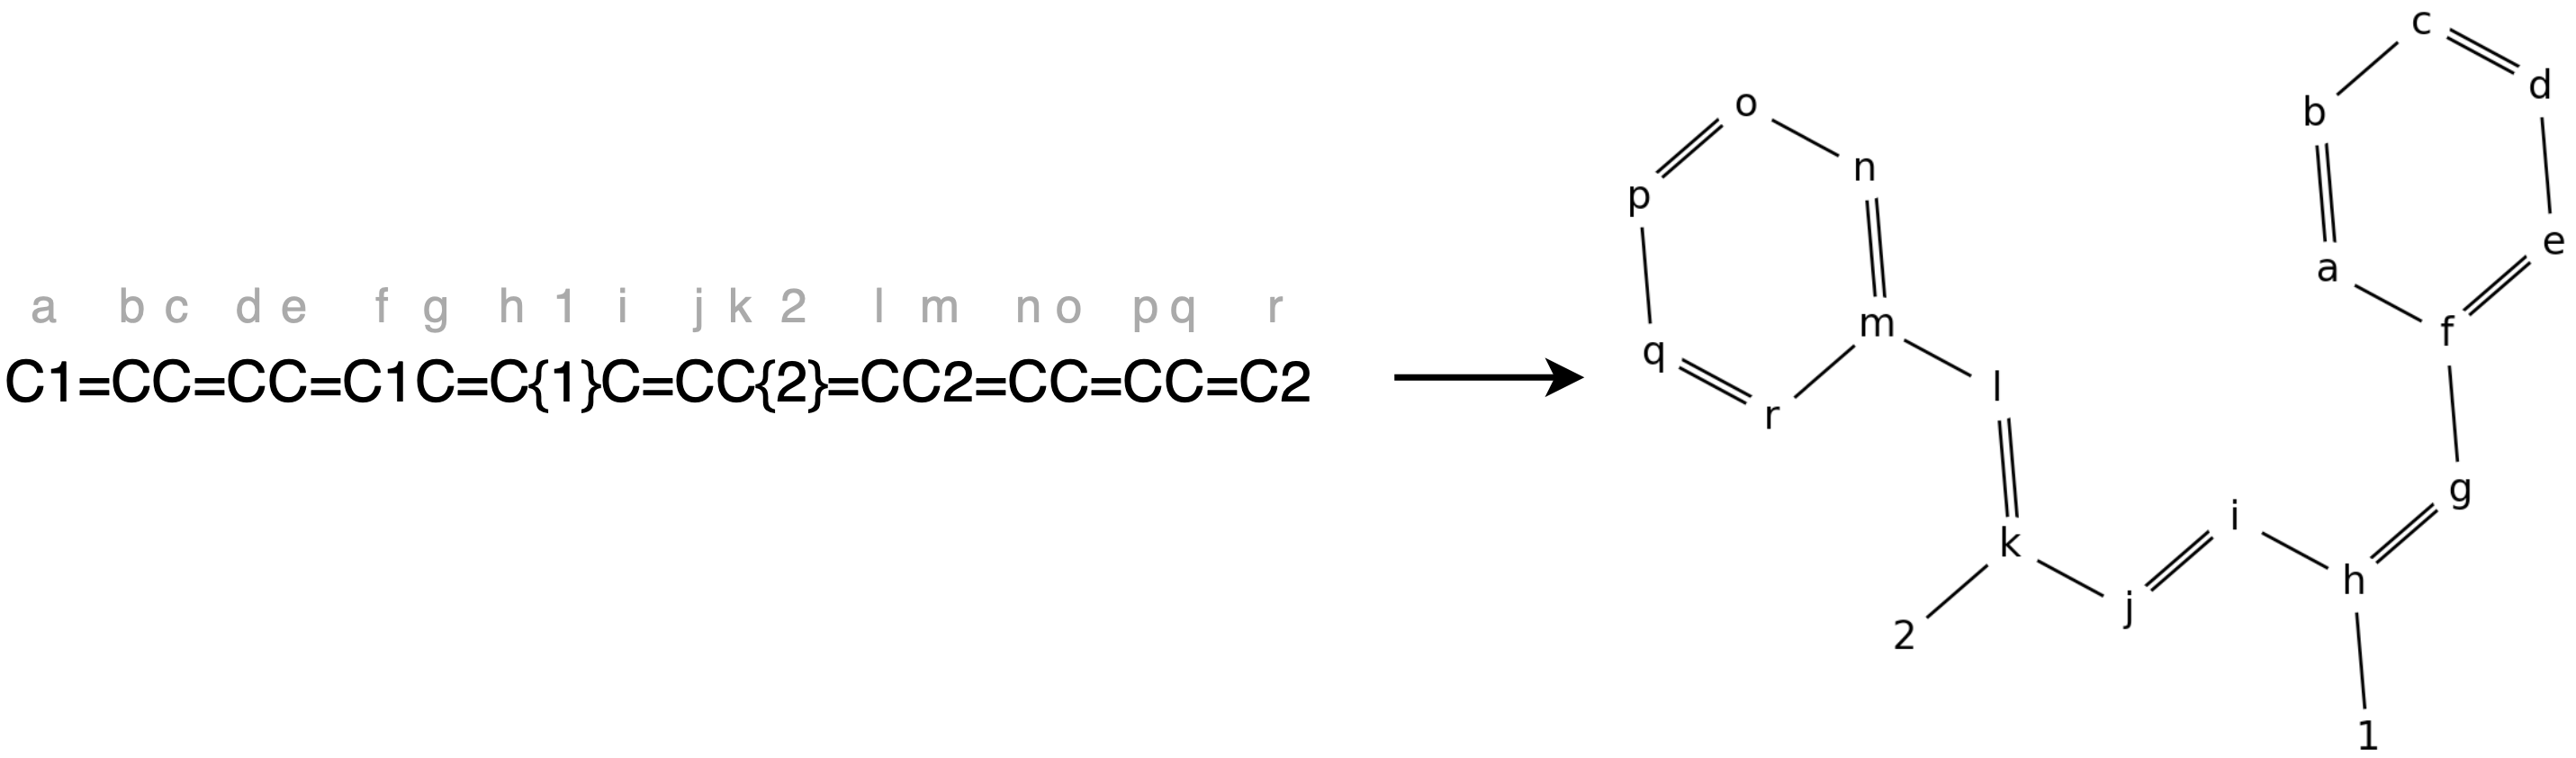 a b c d e f g h 1 i j k 2 l m n o p q r
C1=CC=CC=C1C=C{1}C=CC{2}=CC2=CC=CC=C2
c
d
o
b
n
p
e
a
m
f
q
l
r
g
i
k
h
j
2
1